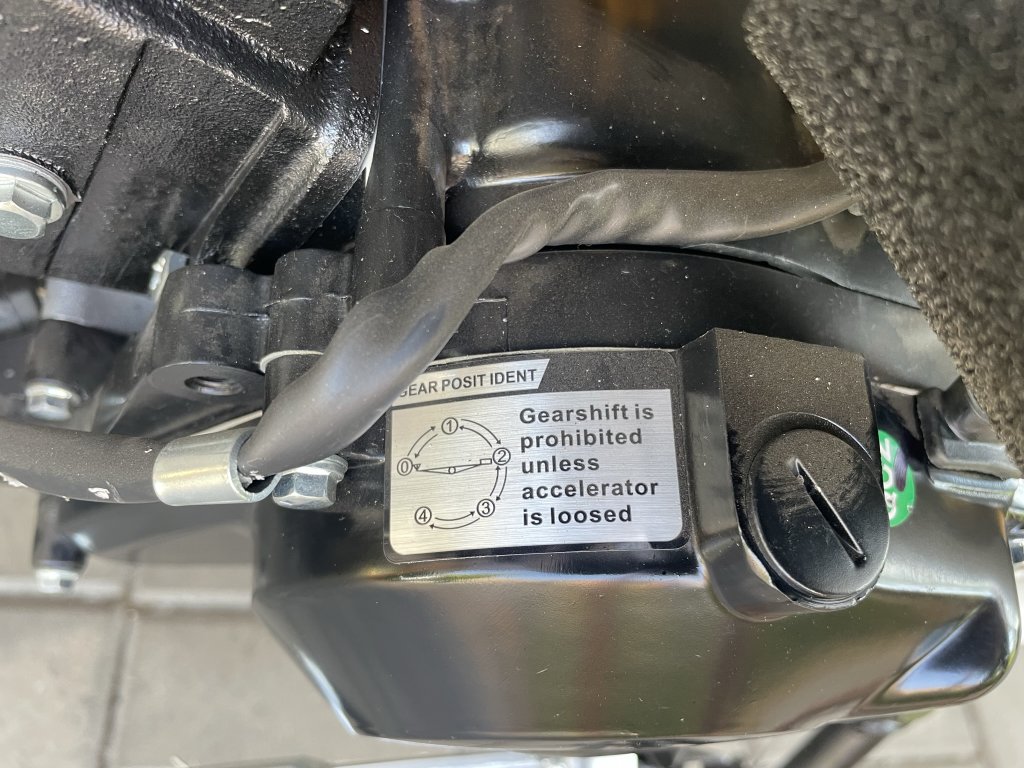 GEAR POSIT IDENT
1
0
2
4
3
Gearshift is
prohibited
unless
accelerator
is loosed